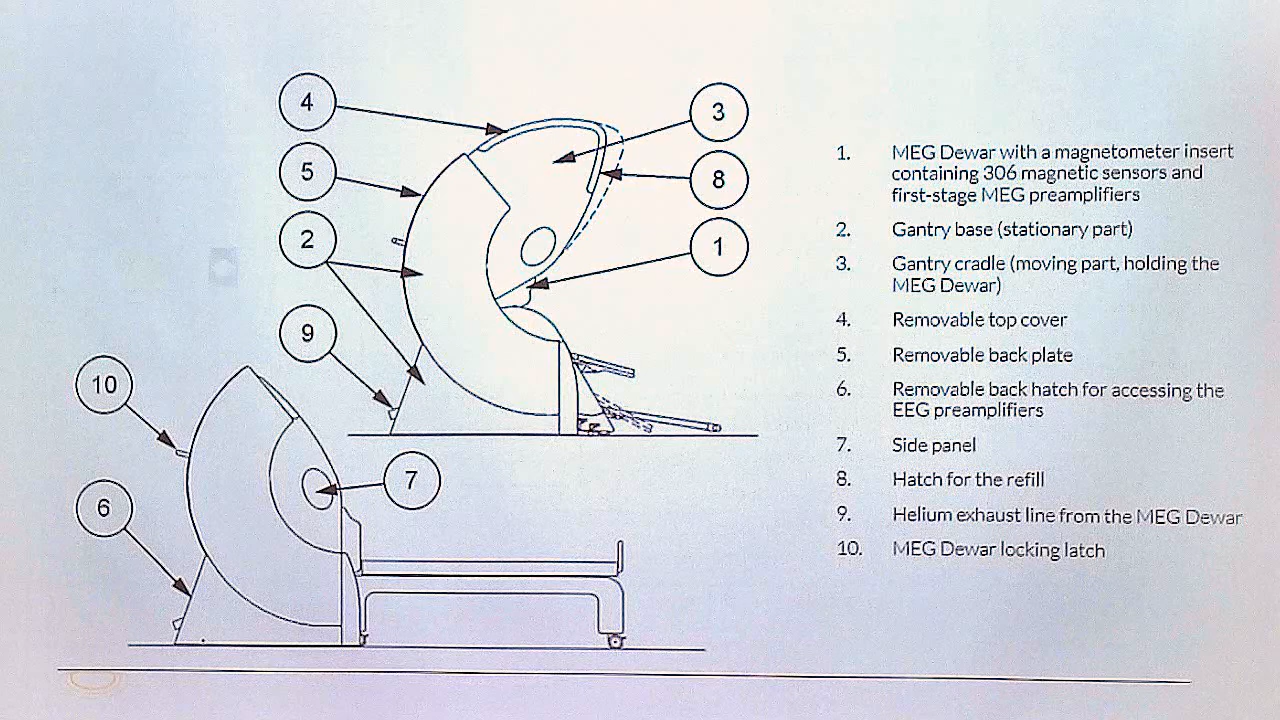 4
3
5
8
2
1
9
10
7
6
1. MEG Dewar with a magnetometer insert
containing 306 magnetic sensors and
first-stage MEG preamplifiers
2. Gantry base (stationary part)
3. Gantry cradle (moving part, holding the
MEG Dewar)
4. Removable top cover
5. Removable back plate
6. Removable back hatch for accessing the
EEG preamplifiers
7. Side panel
8. Hatch for the refill
9. Helium exhaust line from the MEG Dewar
10. MEG Dewar locking latch